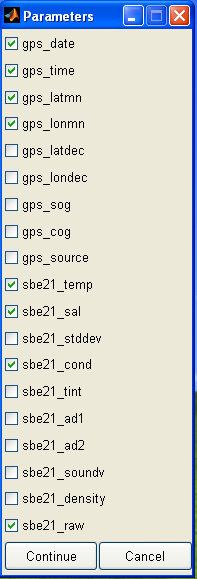 Parameters
gps_date
gps_time
gps_latmn
gps_lonmn
gps_latdec
gps_londec
gps_sog
gps_cog
gps_source
sbe21_temp
sbe21_sal
sbe21_stddev
sbe21_cond
sbe21_tint
sbe21_ad1
sbe21_ad2
sbe21_soundv
sbe21_density
sbe21_raw
Continue Cancel